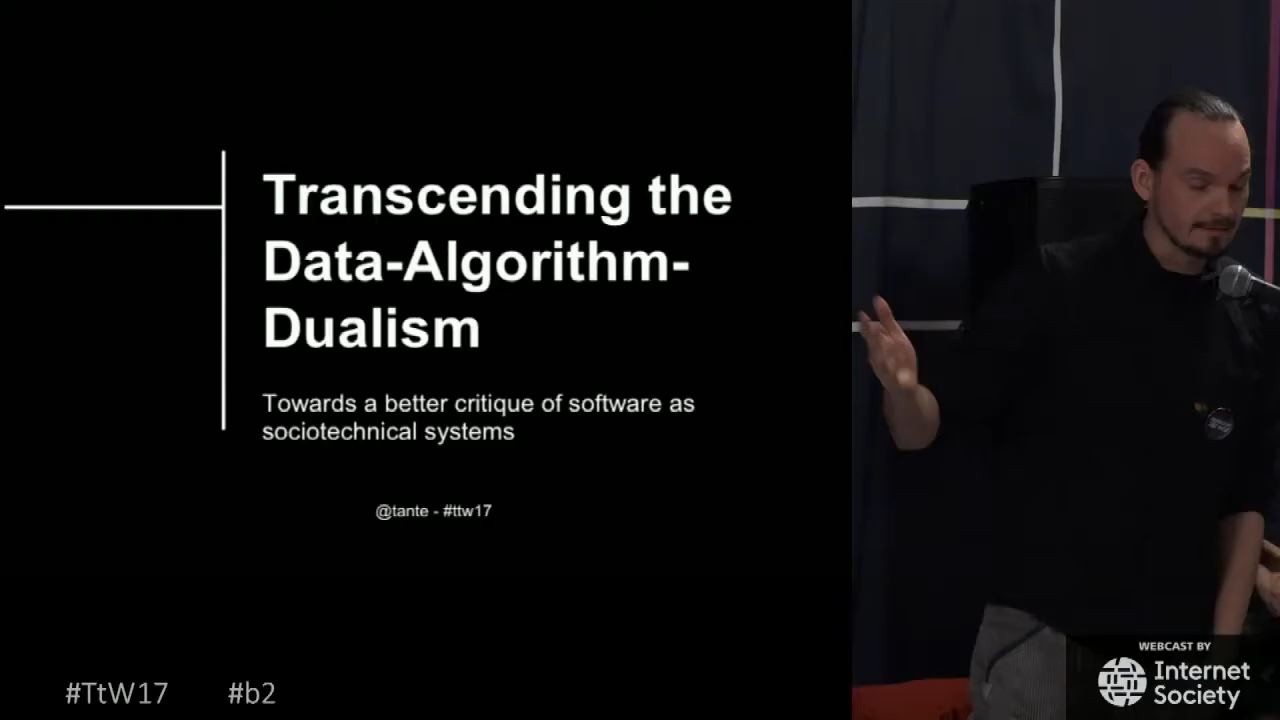 Transcending the
Data-Algorithm-
Dualism
Towards a better critique of software as
sociotechnical systems
@tante - #ttw17
#TtW17 #b2
WEBCAST BY
Internet
Society